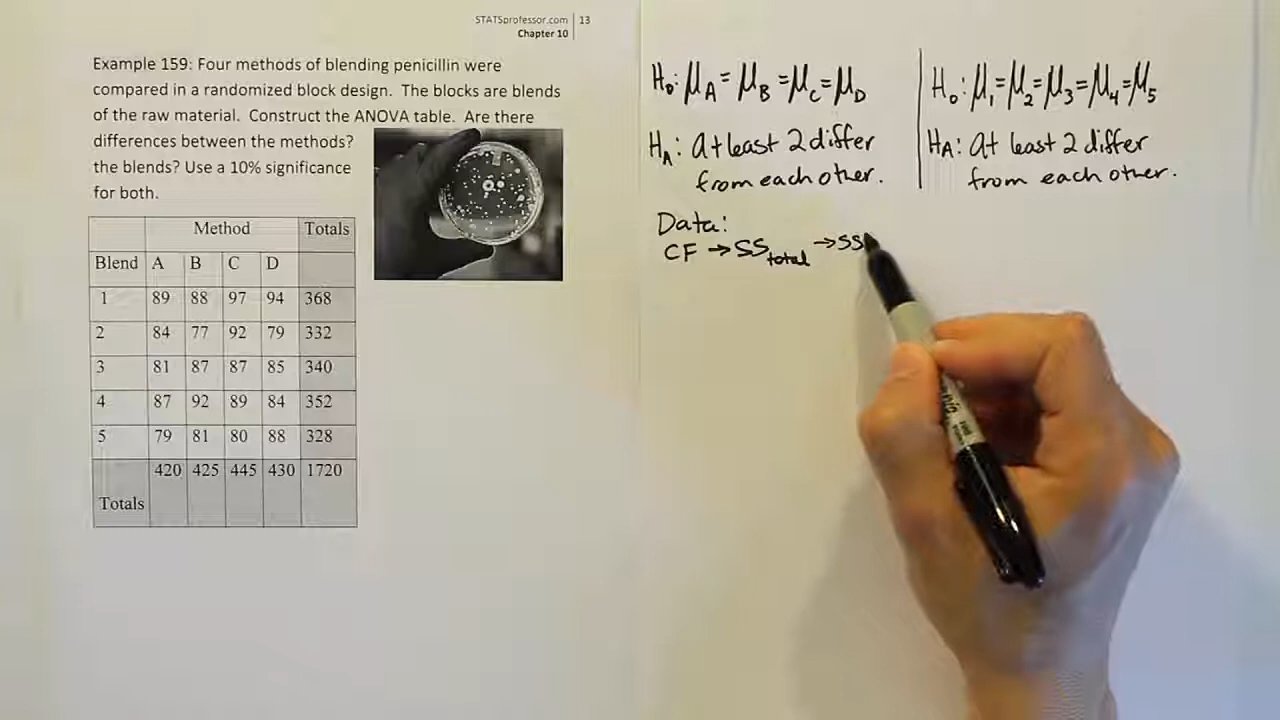 STATSprofessor.com 13
Chapter 10
Example 159: Four methods of blending penicillin were
compared in a randomized block design. The blocks are blends
of the raw material. Construct the ANOVA table. Are there
differences between the methods?
the blends? Use a 10% significance
for both.
Method Totals
Blend A B C D
1 89 88 97 94 368
2 84 77 92 79 332
3 81 87 87 85 340
4 87 92 89 84 352
5 79 81 80 88 328
Totals 420 425 445 430 1720
H₀: μA = μB = μC = μD
HA: At least 2 differ
from each other.
H₀: μ₁ = μ₂ = μ₃ = μ₄ = μ₅
HA: At least 2 differ
from each other.
Data:
CF → SS total → SS